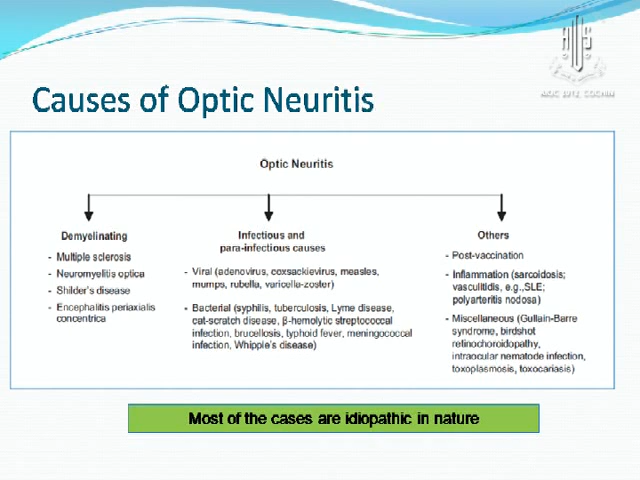 AIOS
AIOC 2012, COCHIN
Causes of Optic Neuritis
Optic Neuritis
Demyelinating
- Multiple sclerosis
- Neuromyelitis optica
- Shilder's disease
- Encephalitis periaxialis
concentrica
Infectious and
para-infectious causes
- Viral (adenovirus, coxsackievirus, measles,
mumps, rubella, varicella-zoster)
- Bacterial (syphilis, tuberculosis, Lyme disease,
cat-scratch disease, β-hemolytic streptococcal
infection, brucellosis, typhoid fever, meningococcal
infection, Whipple's disease)
Others
- Post-vaccination
- Inflammation (sarcoidosis;
vasculitidis, e.g.,SLE;
polyarteritis nodosa)
- Miscellaneous (Gullain-Barre
syndrome, birdshot
retinochoroidopathy,
intraocular nematode infection,
toxoplasmosis, toxocariasis)
Most of the cases are idiopathic in nature